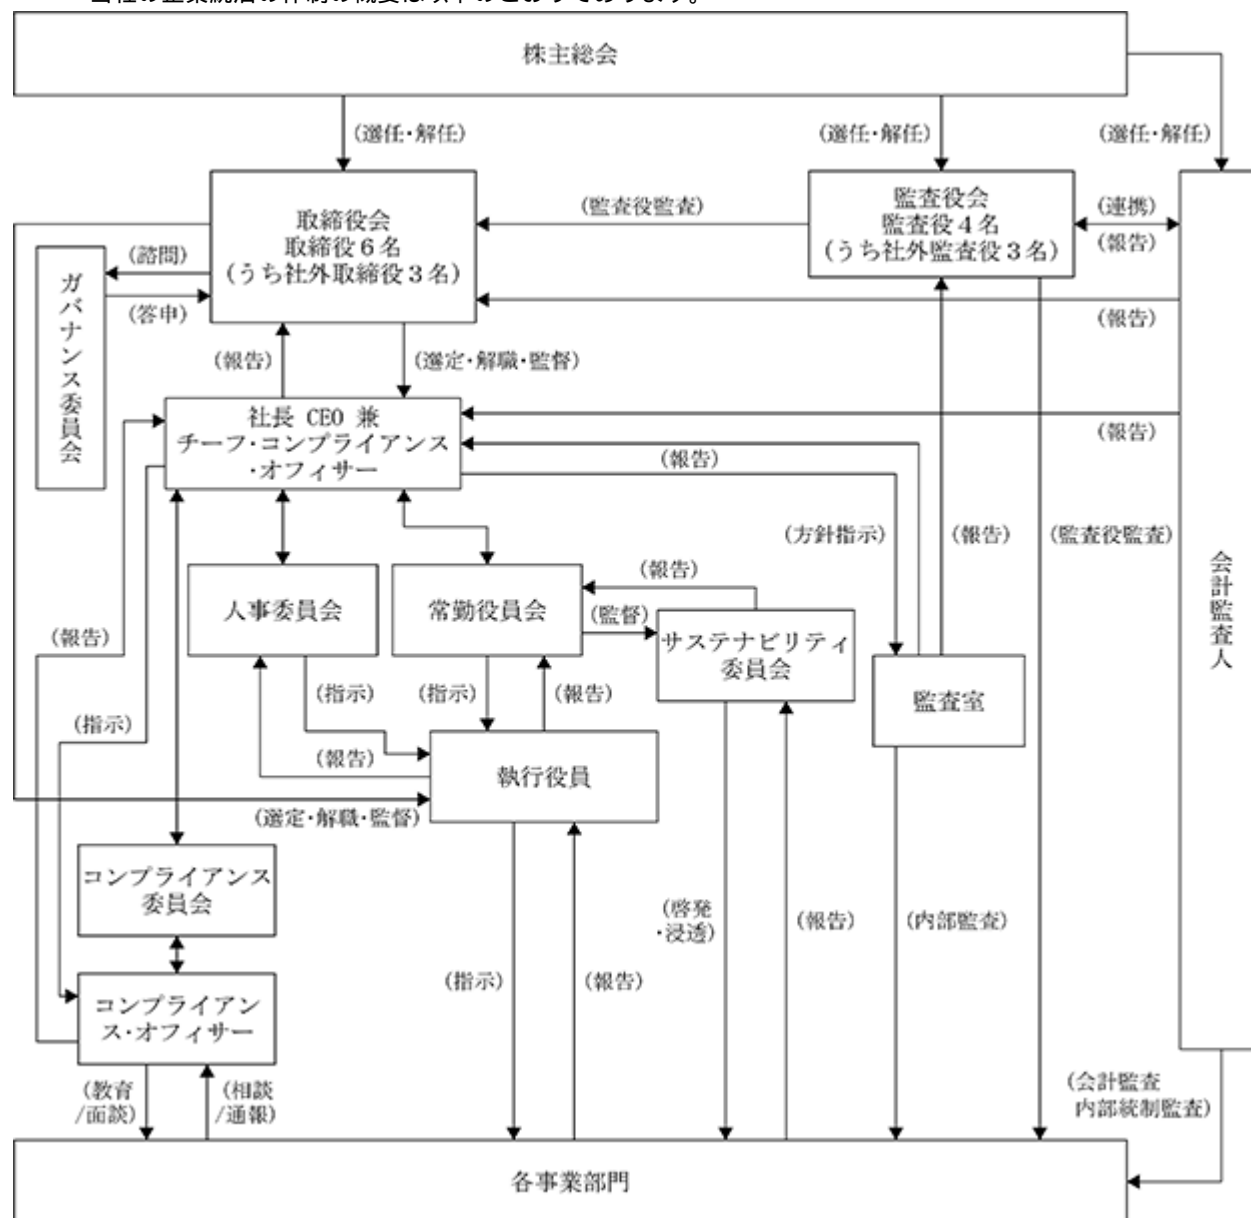 当社の企業統治の体制の概要は以下のとおりであります。
株主総会
(選任・解任)
(選任・解任)
(選任・解任)
取締役会
取締役6名
(うち社外取締役3名)
(監査役監査)
監査役会
監査役4名
(うち社外監査役3名)
(連携)
(報告)
(諮問)
(答申)
ガバナンス委員会
(報告)
(選定・解職・監督)
(報告)
社長 CEO 兼
チーフ・コンプライアンス
・オフィサー
(報告)
(報告)
(方針指示)
(報告)
(監査役監査)
会計監査人
人事委員会
常勤役員会
(報告)
(監督)
サステナビリティ
委員会
監査室
(報告)
(指示)
(指示)
(指示)
(報告)
(報告)
執行役員
(選定・解職・監督)
コンプライアンス
委員会
(啓発
・浸透)
(報告)
(内部監査)
コンプライアン
ス・オフィサー
(指示)
(報告)
(教育
/面談)
(相談
/通報)
(会計監査
内部統制監査)
各事業部門